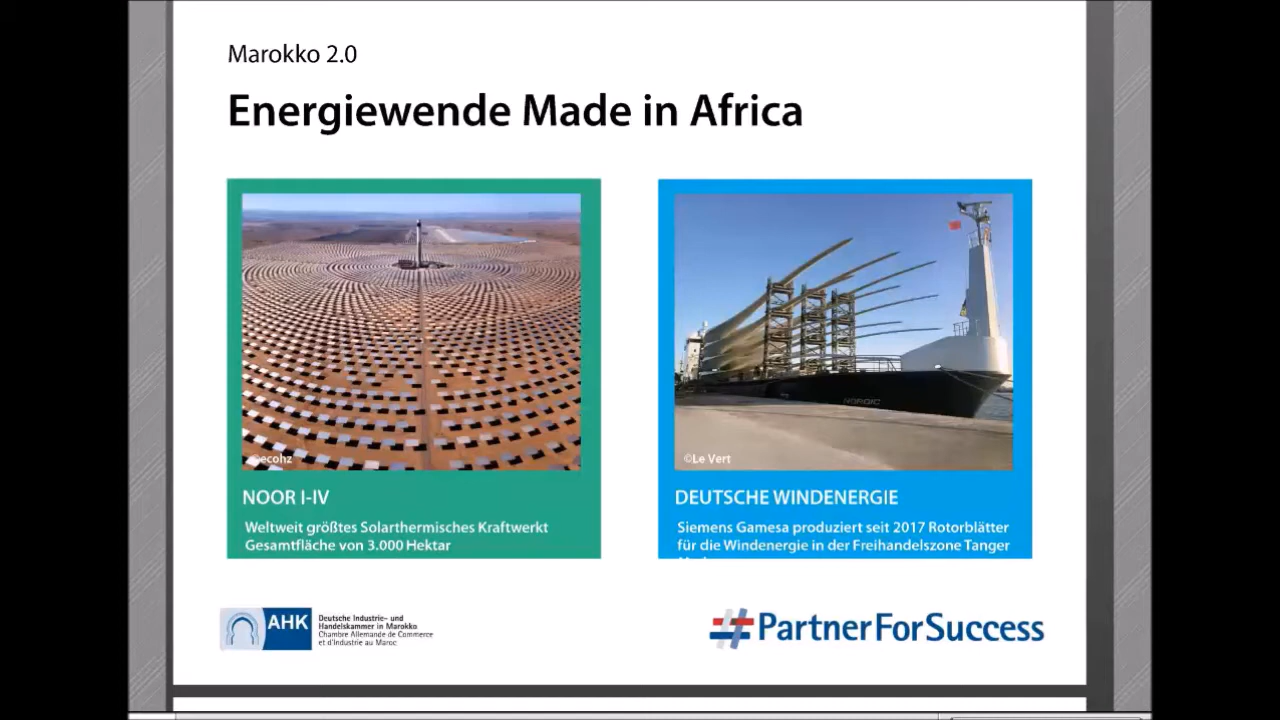 Marokko 2.0
Energiewende Made in Africa
©ecohz
NOOR I-IV
Weltweit größtes Solarthermisches Kraftwerkt
Gesamtfläche von 3.000 Hektar
NORDIC
©Le Vert
DEUTSCHE WINDENERGIE
Siemens Gamesa produziert seit 2017 Rotorblätter
für die Windenergie in der Freihandelszone Tanger
AHK
Deutsche Industrie- und
Handelskammer in Marokko
Chambre Allemande de Commerce
et d'Industrie au Maroc
#PartnerForSuccess